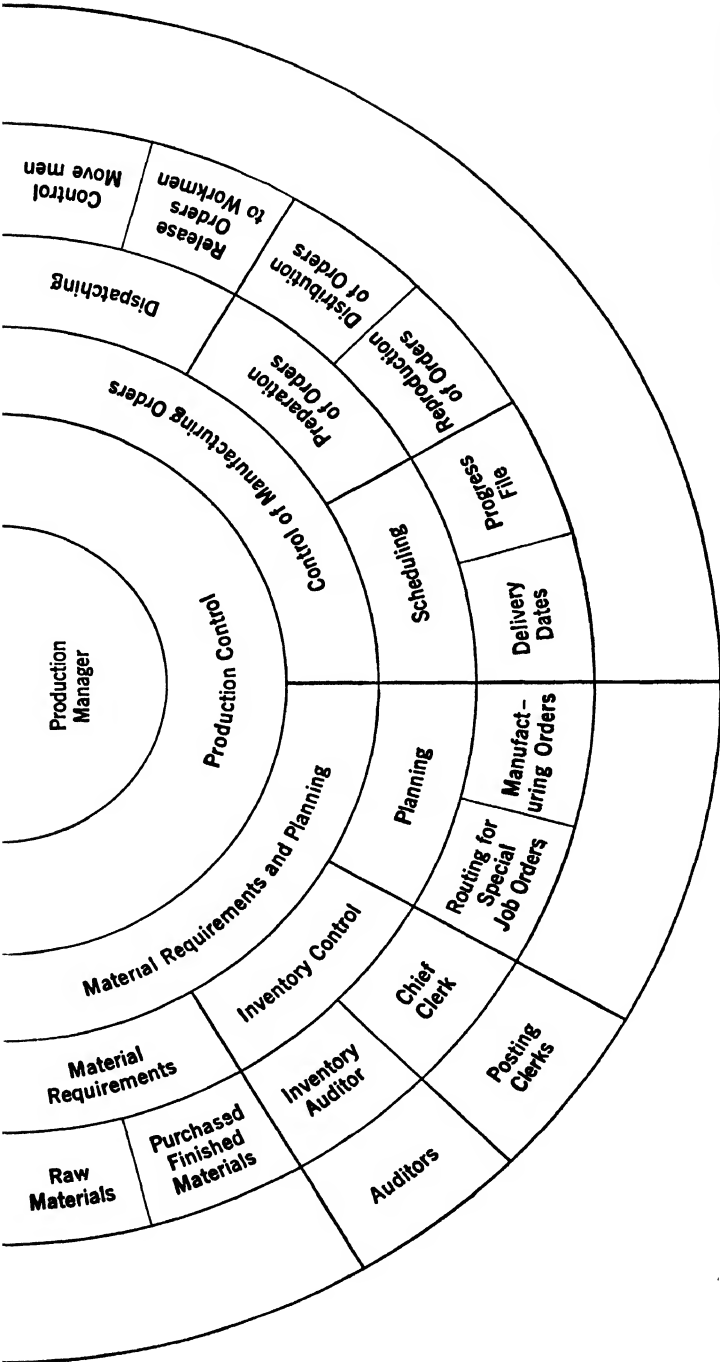 Production
Manager
Production Control
Control of Manufacturing Orders
Material Requirements and Planning
Dispatching
Preparation
of Orders
Scheduling
Planning
Inventory Control
Material
Requirements
Control
Move men
Release
Orders
to Workmen
Distribution
of Orders
Reproduction
of Orders
Progress
File
Delivery
Dates
Manufact-
uring Orders
Routing for
Special
Job Orders
Chief
Clerk
Inventory
Auditor
Purchased
Finished
Materials
Raw
Materials
Posting
Clerks
Auditors